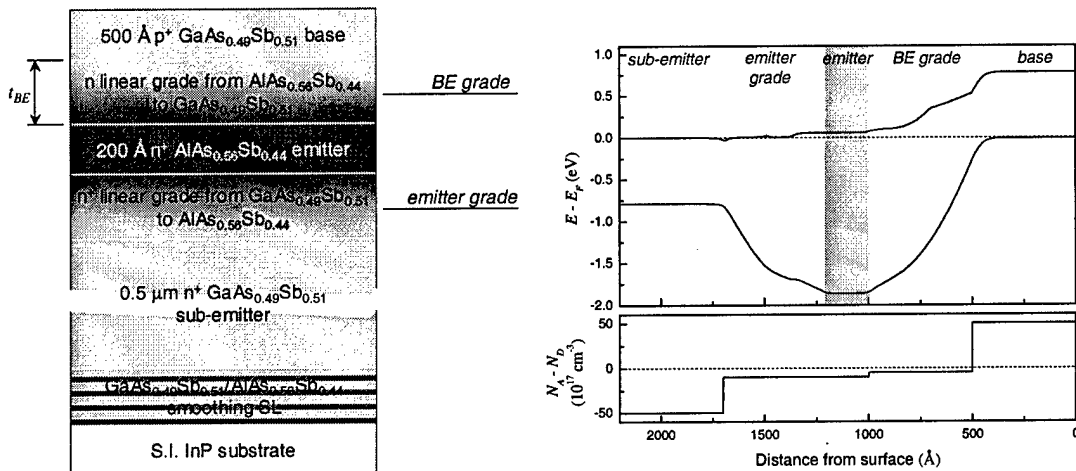 500 Å p⁺ GaAs₀.₄₉Sb₀.₅₁ base
n linear grade from AlAs₀.₅₆Sb₀.₄₄
to GaAs₀.₄₉Sb₀.₅₁
t_BE
BE grade
200 Å n⁺ AlAs₀.₅₆Sb₀.₄₄ emitter
n⁺ linear grade from GaAs₀.₄₉Sb₀.₅₁
to AlAs₀.₅₆Sb₀.₄₄
emitter grade
0.5 µm n⁺ GaAs₀.₄₉Sb₀.₅₁
sub-emitter
GaAs₀.₄₉Sb₀.₅₁/AlAs₀.₅₆Sb₀.₄₄
smoothing SL
S.I. InP substrate
sub-emitter
emitter
grade
emitter
BE grade
base
1.0
0.5
0.0
-0.5
-1.0
-1.5
-2.0
E - E_F (eV)
50
0
-50
N_A - N_D
(10¹⁷ cm⁻³)
2000
1500
1000
500
0
Distance from surface (Å)